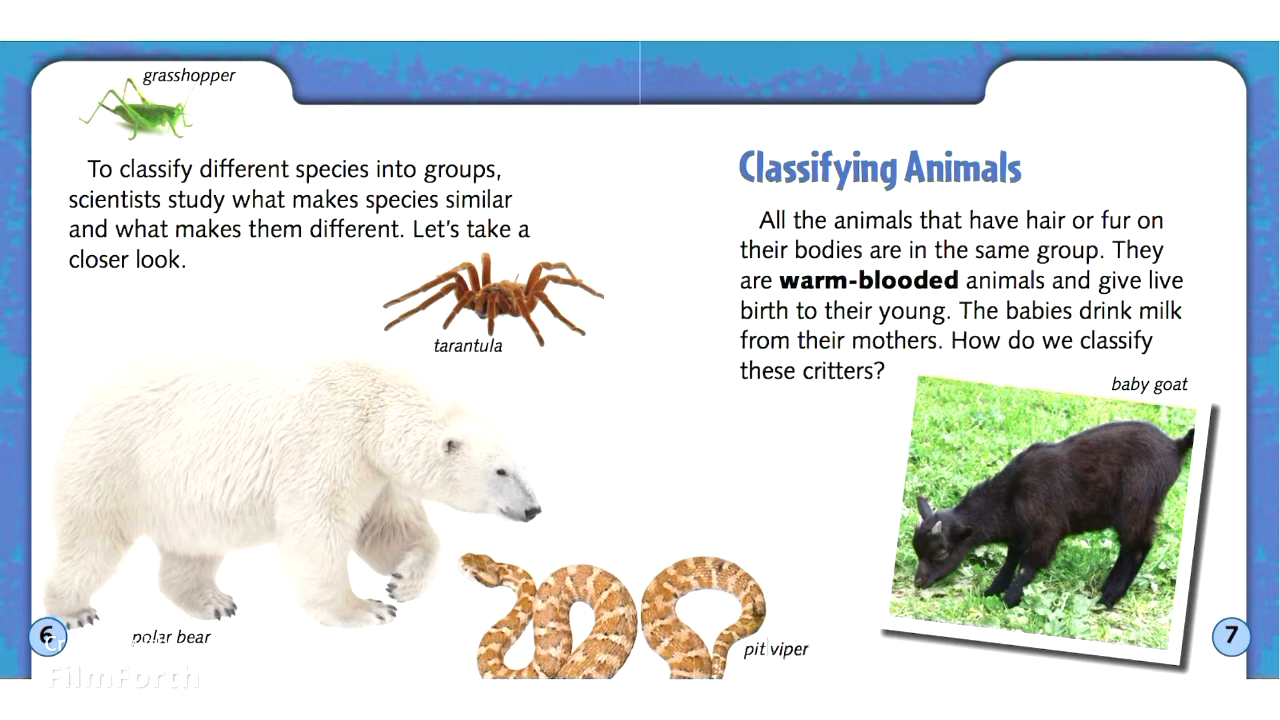 grasshopper
To classify different species into groups,
scientists study what makes species similar
and what makes them different. Let's take a
closer look.
tarantula
polar bear
pit viper
6
FilmForth
Classifying Animals
All the animals that have hair or fur on
their bodies are in the same group. They
are warm-blooded animals and give live
birth to their young. The babies drink milk
from their mothers. How do we classify
these critters?
baby goat
7